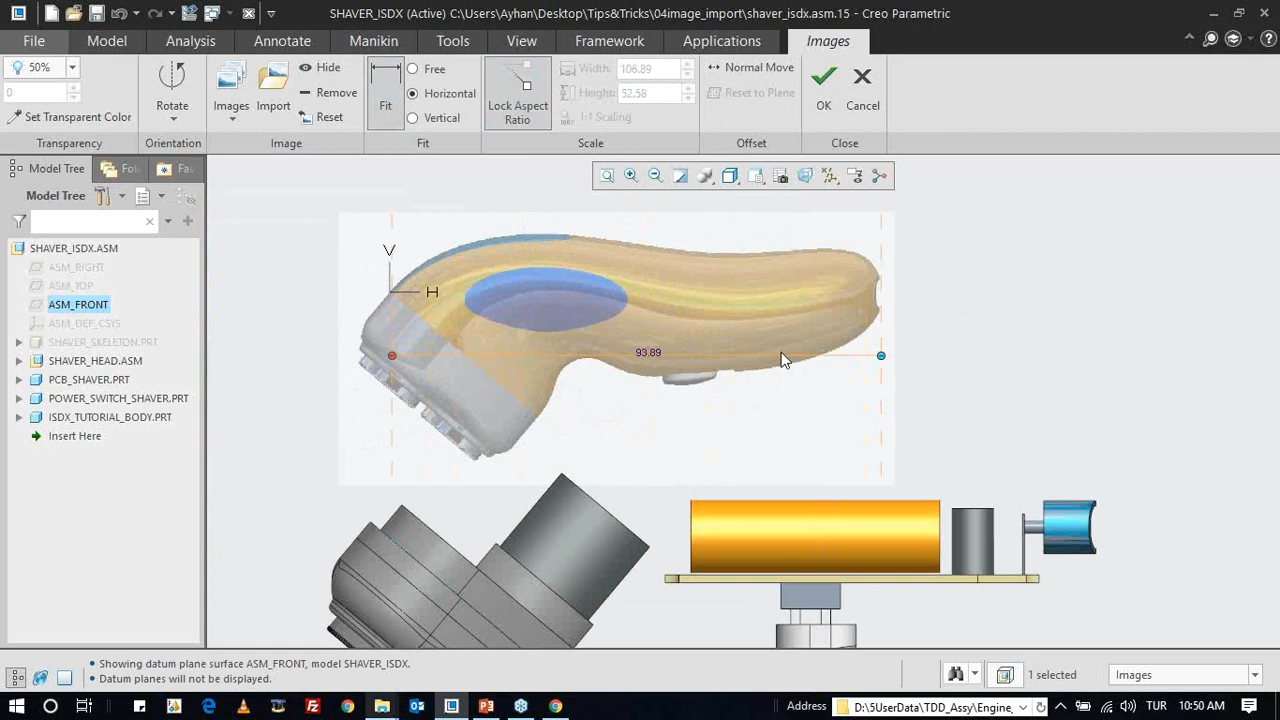 SHAVER_ISDX (Active) C:\Users\Ayhan\Desktop\Tips&Tricks\04image_import\shaver_isdx.asm.15 - Creo Parametric
File Model Analysis Annotate Manikin Tools View Framework Applications Images
50%
0
Set Transparent Color
Transparency
Rotate
Orientation
Images
Import
Hide
Remove
Reset
Image
Fit
Free
Horizontal
Vertical
Fit
Lock Aspect
Ratio
Width: 106.89
Height: 52.58
1:1 Scaling
Scale
Normal Move
Reset to Plane
Offset
OK
Cancel
Close
Model Tree
Fol
Fav
Model Tree
SHAVER_ISDX.ASM
ASM_RIGHT
ASM_TOP
ASM_FRONT
ASM_DEF_CSYS
SHAVER_SKELETON.PRT
SHAVER_HEAD.ASM
PCB_SHAVER.PRT
POWER_SWITCH_SHAVER.PRT
ISDX_TUTORIAL_BODY.PRT
Insert Here
V
H
93.89
• Showing datum plane surface ASM_FRONT, model SHAVER_ISDX.
• Datum planes will not be displayed.
1 selected
Images
Address
D:\5UserData\TDD_Assy\Engine_
TUR
10:50 AM